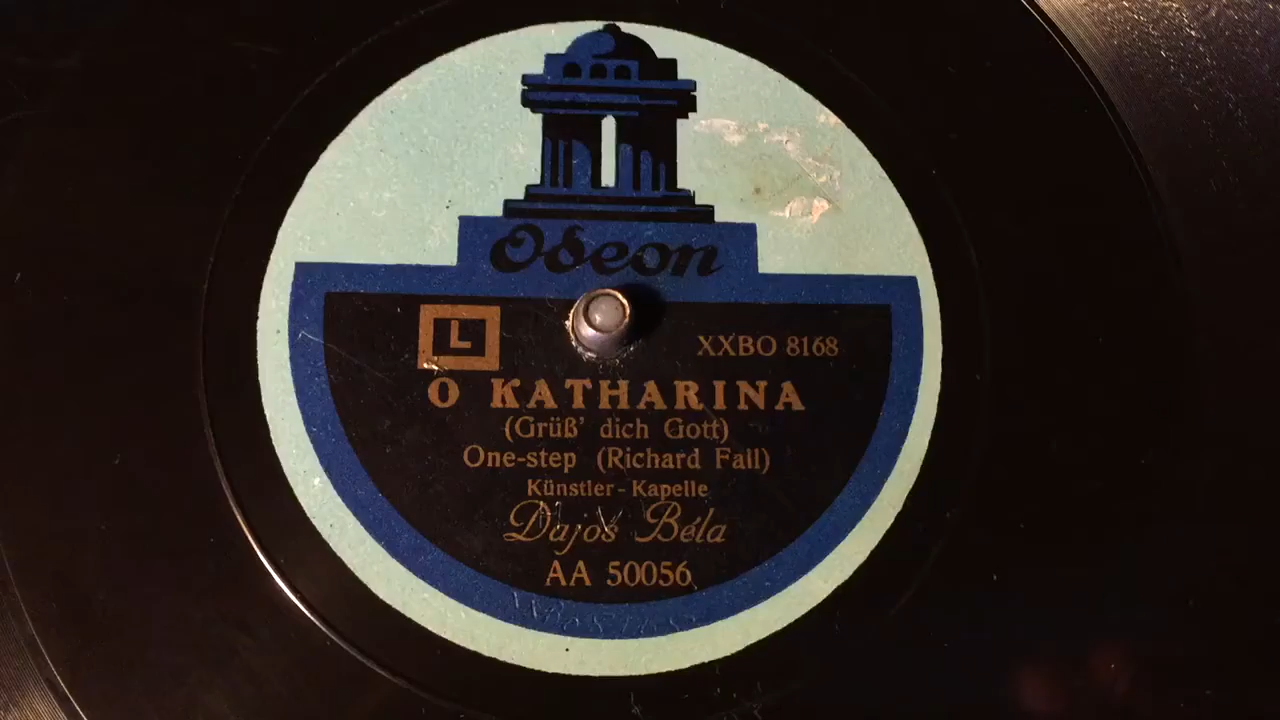 Odeon
L
XXBO 8168
O KATHARINA
(Grüß' dich Gott)
One-step (Richard Fall)
Künstler-Kapelle
Dajos Béla
AA 50056